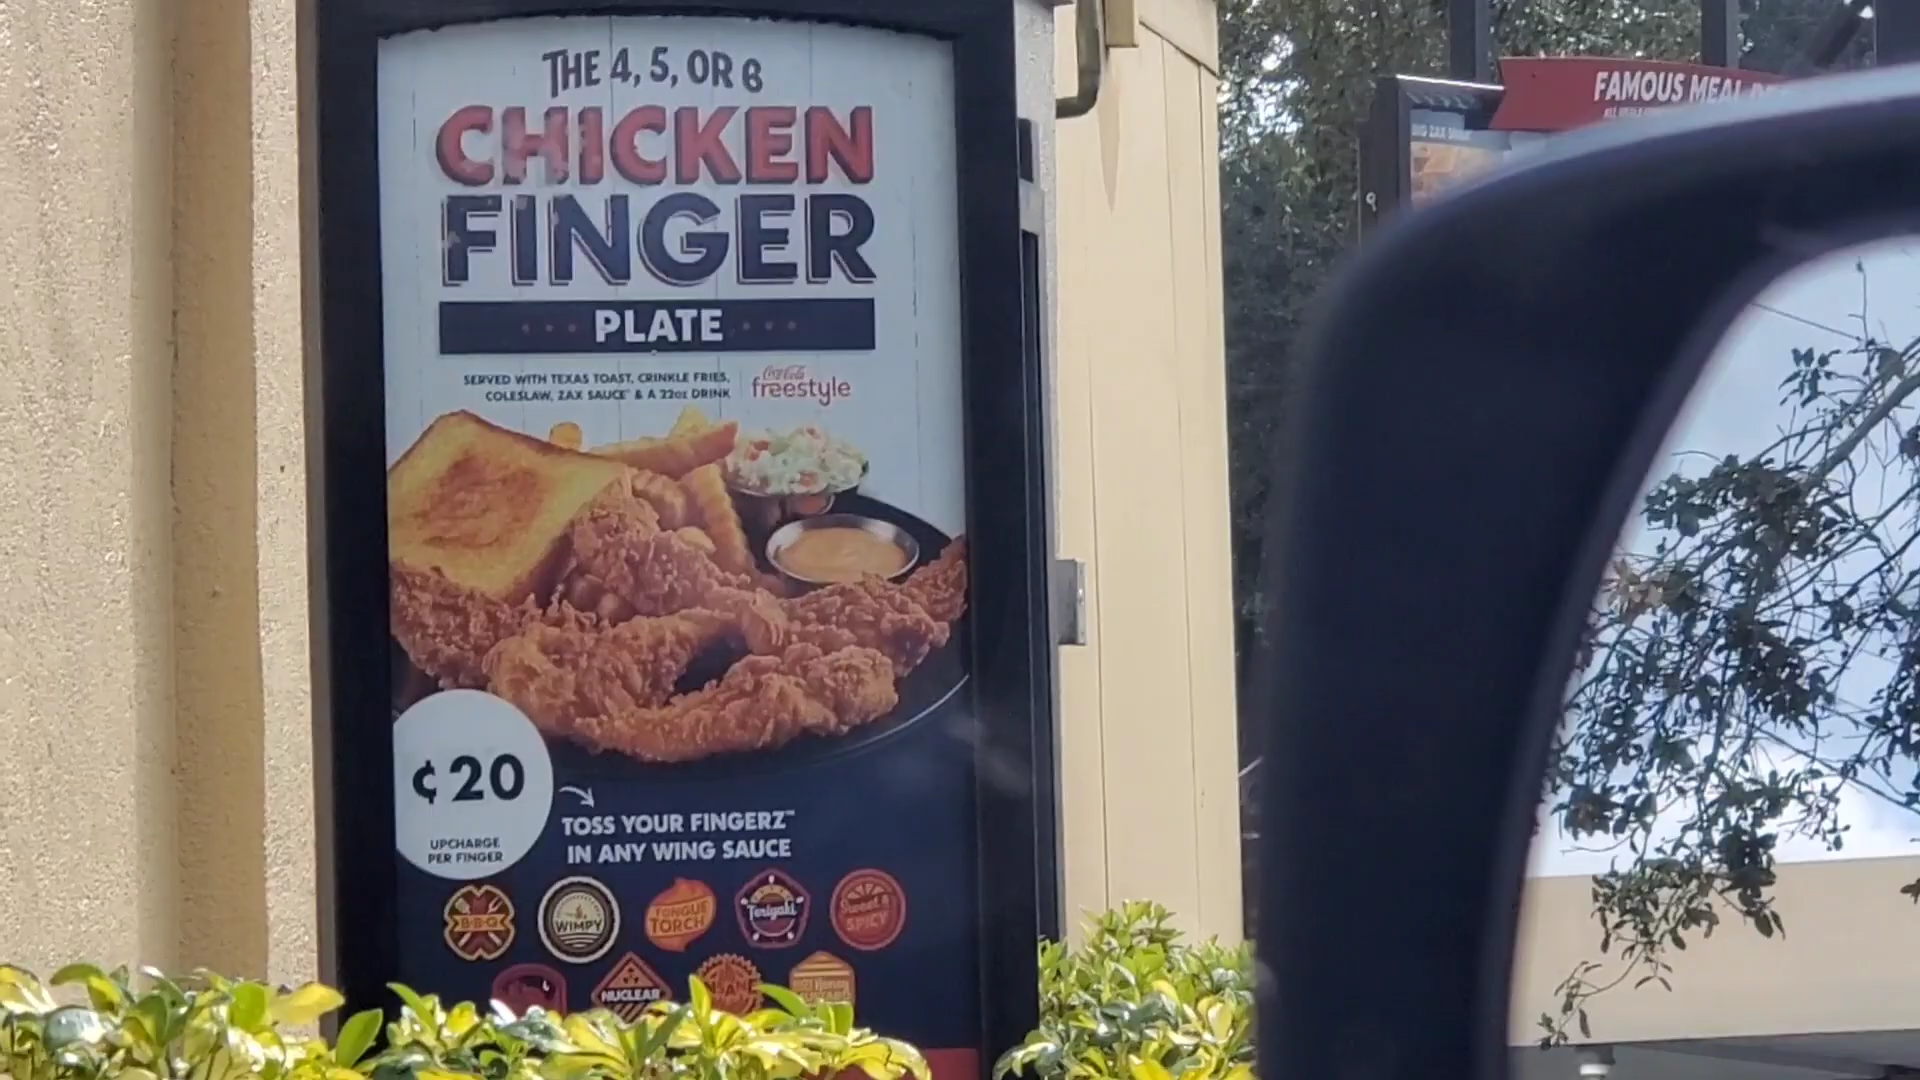 THE 4, 5, OR 6
CHICKEN
FINGER
PLATE
SERVED WITH TEXAS TOAST, CRINKLE FRIES,
COLESLAW, ZAX SAUCE™ & A 22oz DRINK
Coca-Cola
freestyle
¢20
UPCHARGE
PER FINGER
TOSS YOUR FINGERZ™
IN ANY WING SAUCE
B·B·Q
WIMPY
TONGUE
TORCH
Teriyaki
Sweet &
SPICY
NUCLEAR
FAMOUS MEAL